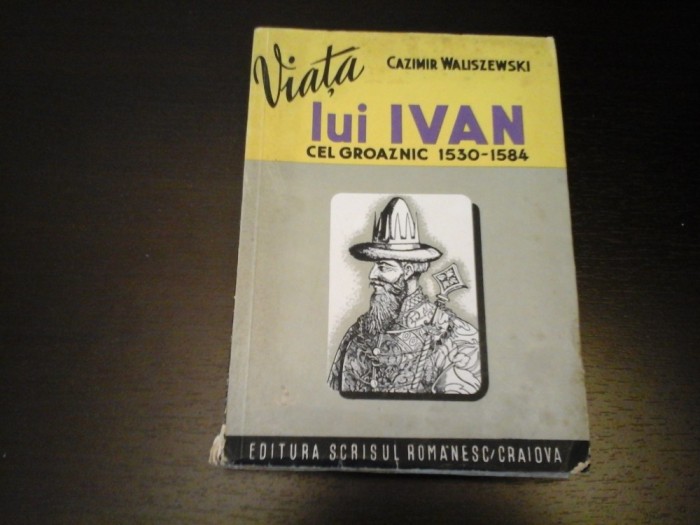 Viața
CAZIMIR WALISZEWSKI
lui IVAN
CEL GROAZNIC 1530-1584
EDITURA SCRISUL ROMÂNESC/CRAIOVA